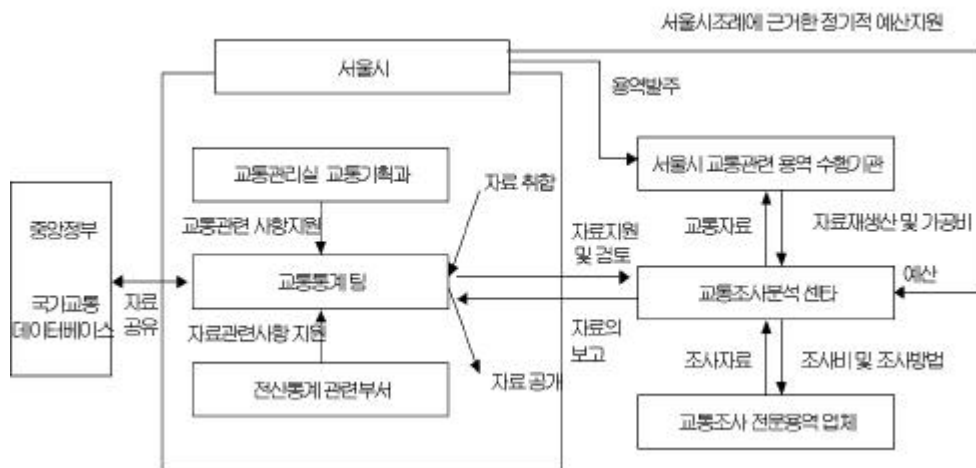 서울시조례에 근거한 정기적 예산지원
서울시
용역발주
교통관리실 교통기획과
서울시 교통관련 용역 수행기관
자료 취합
중앙정부
국가교통
데이터베이스
교통관련 사항지원
자료지원
및 검토
교통자료
자료재생산 및 가공비
교통통계 팀
교통조사분석 센타
예산
자료
공유
자료관련사항 지원
자료의
보고
조사자료
조사비 및 조사방법
전산통계 관련부서
자료 공개
교통조사 전문용역 업체